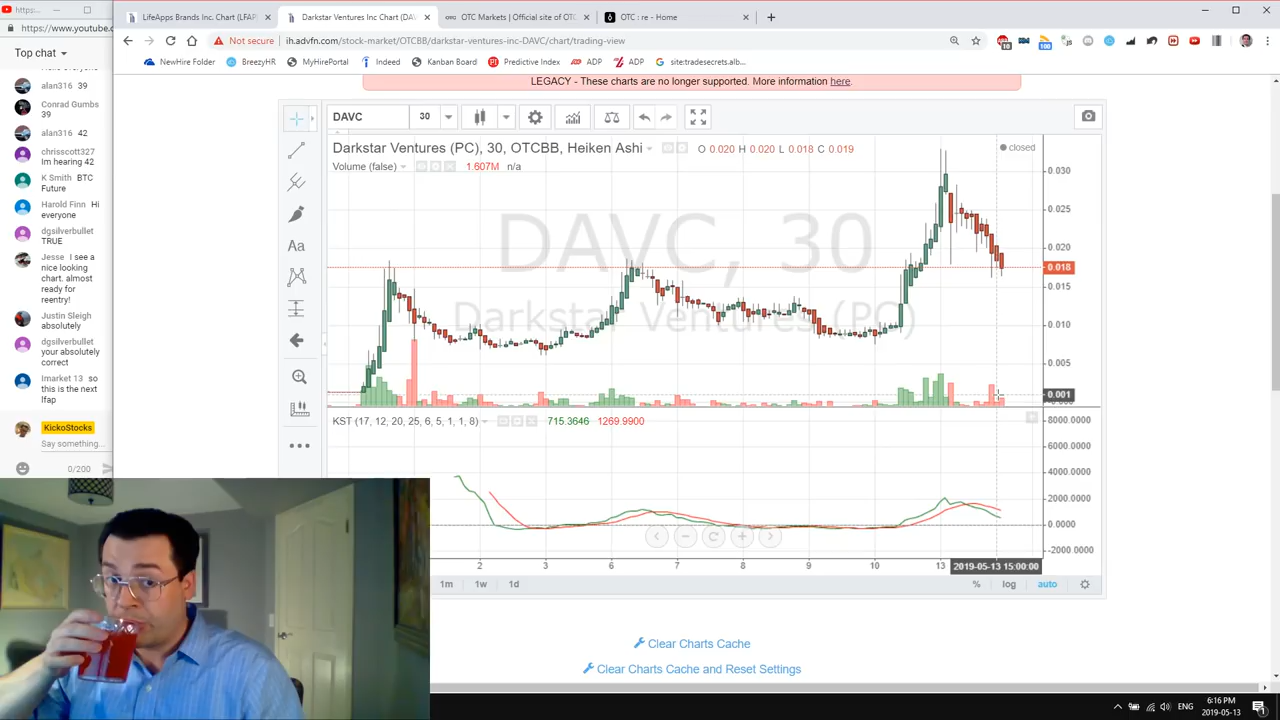 https:...
https://www.youtube.c
Top chat
alan316 39
Conrad Gumbs
39
alan316 42
chrisscott327
Im hearing 42
K Smith BTC
Future
Harold Finn Hi
everyone
dgsilverbullet
TRUE
Jesse I see a
nice looking
chart. almost
ready for
reentry!
Justin Sleigh
absolutely
dgsilverbullet
your absolutely
correct
Imarket 13 so
this is the next
lfap
KickoStocks
Say something...
0/200
LifeApps Brands Inc. Chart (LFAP
Darkstar Ventures Inc Chart (DAV
OTC Markets | Official site of OTC
OTC : re - Home
Not secure
ih.advfn.com/stock-market/OTCBB/darkstar-ventures-inc-DAVC/chart/trading-view
NewHire Folder
BreezyHR
MyHirePortal
Indeed
Kanban Board
Predictive Index
ADP
ADP
site:tradesecrets.alb...
LEGACY - These charts are no longer supported. More information here.
DAVC
30
Darkstar Ventures (PC), 30, OTCBB, Heiken Ashi
O 0.020 H 0.020 L 0.018 C 0.019
closed
Volume (false)
1.607M n/a
DAVC, 30
Darkstar Ventures (PC)
0.030
0.025
0.020
0.018
0.015
0.010
0.005
0.001
715.3646 1269.9900
8000.0000
6000.0000
4000.0000
2000.0000
0.0000
-2000.0000
2 3 6 7 8 9 10 13
2019-05-13 15:00:00
1m 1w 1d
% log auto
Clear Charts Cache
Clear Charts Cache and Reset Settings
ENG
6:16 PM
2019-05-13